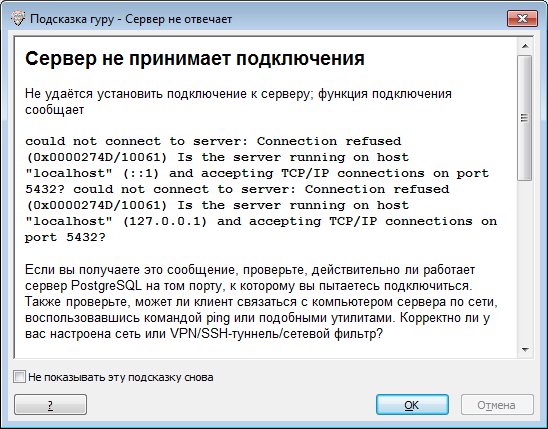 Подсказка гуру - Сервер не отвечает
Сервер не принимает подключения
Не удаётся установить подключение к серверу; функция подключения
сообщает
could not connect to server: Connection refused
(0x0000274D/10061) Is the server running on host
"localhost" (::1) and accepting TCP/IP connections on port
5432? could not connect to server: Connection refused
(0x0000274D/10061) Is the server running on host
"localhost" (127.0.0.1) and accepting TCP/IP connections on
port 5432?
Если вы получаете это сообщение, проверьте, действительно ли работает
сервер PostgreSQL на том порту, к которому вы пытаетесь подключиться.
Также проверьте, может ли клиент связаться с компьютером сервера по сети,
воспользовавшись командой ping или подобными утилитами. Корректно ли у
вас настроена сеть или VPN/SSH-туннель/сетевой фильтр?
Не показывать эту подсказку снова
?
OK
Отмена